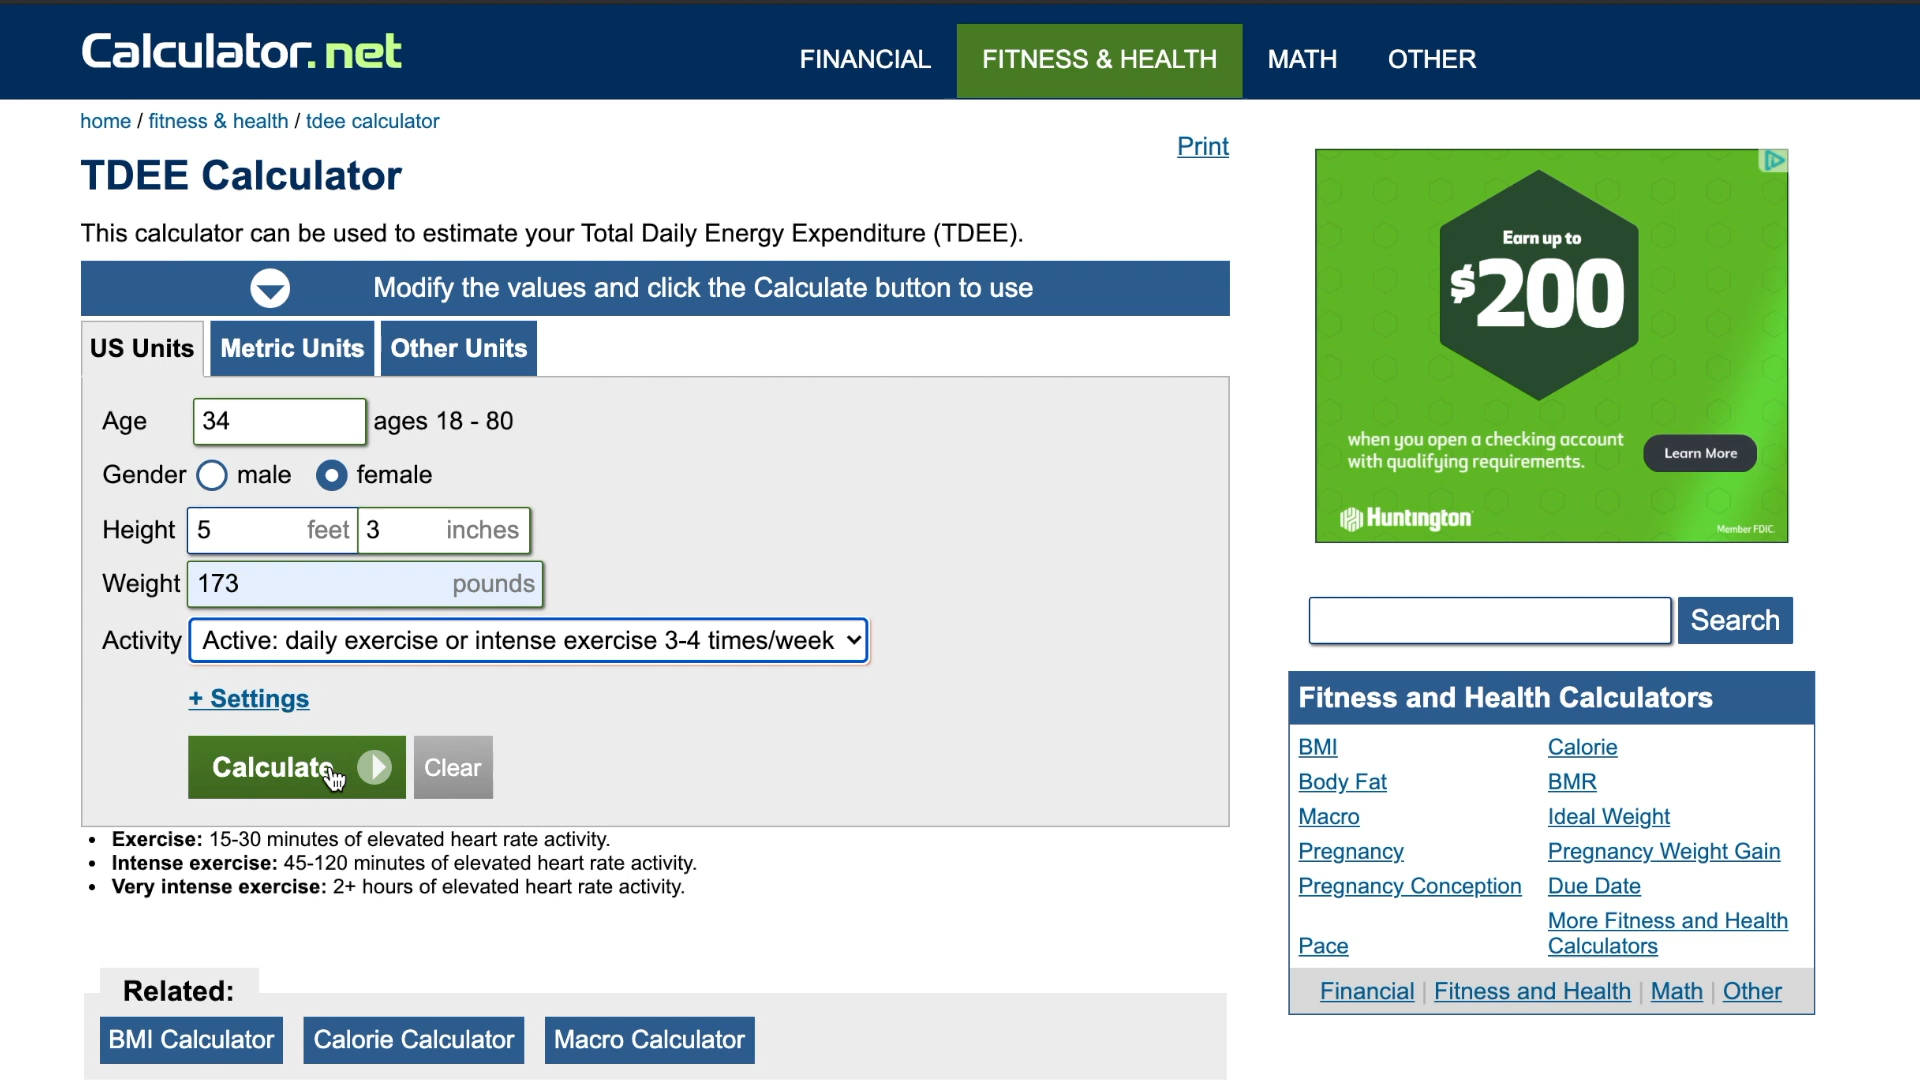 Calculator.net
FINANCIAL FITNESS & HEALTH MATH OTHER
home / fitness & health / tdee calculator
Print
TDEE Calculator
This calculator can be used to estimate your Total Daily Energy Expenditure (TDEE).
Modify the values and click the Calculate button to use
US Units Metric Units Other Units
Age 34 ages 18 - 80
Gender male female
Height 5 feet 3 inches
Weight 173 pounds
Activity Active: daily exercise or intense exercise 3-4 times/week
+ Settings
Calculate Clear
• Exercise: 15-30 minutes of elevated heart rate activity.
• Intense exercise: 45-120 minutes of elevated heart rate activity.
• Very intense exercise: 2+ hours of elevated heart rate activity.
Related:
BMI Calculator Calorie Calculator Macro Calculator
Earn up to
$200
when you open a checking account
with qualifying requirements.
Learn More
Huntington
Member FDIC.
Search
Fitness and Health Calculators
BMI Calorie
Body Fat BMR
Macro Ideal Weight
Pregnancy Pregnancy Weight Gain
Pregnancy Conception Due Date
Pace More Fitness and Health
Calculators
Financial | Fitness and Health | Math | Other